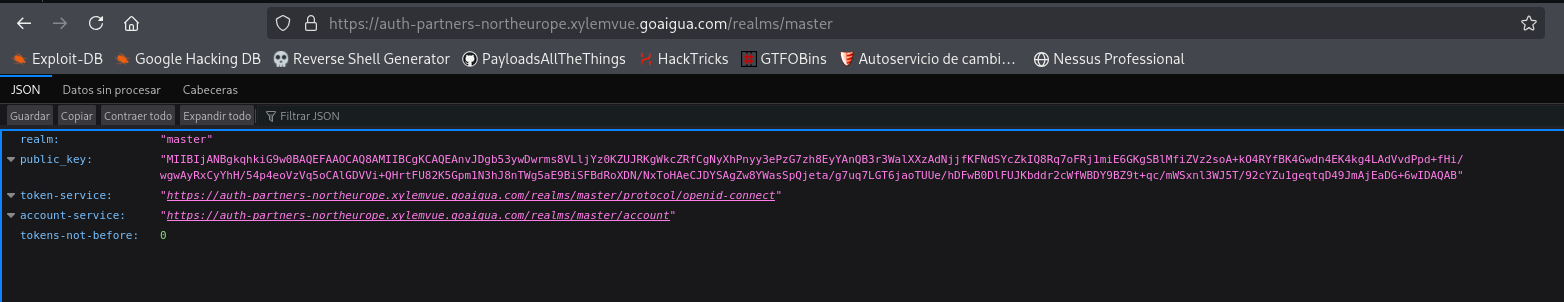 https://auth-partners-northeurope.xylemvue.goaigua.com/realms/master
Exploit-DB Google Hacking DB Reverse Shell Generator PayloadsAllTheThings HackTricks GTFOBins Autoservicio de cambi… Nessus Professional
JSON Datos sin procesar Cabeceras
Guardar Copiar Contraer todo Expandir todo Filtrar JSON
realm: "master"
public_key: "MIIBIjANBgkqhkiG9w0BAQEFAAOCAQ8AMIIBCgKCAQEAnvJDgb53ywDwrms8VLljYz0KZUJRKgWkcZRfCgNyXhPnyy3ePzG7zh8EyYAnQB3r3WalXXzAdNjjfKFNdSYcZkIQ8Rq7oFRj1miE6GKgSBlMfiZVz2soA+kO4RYfBK4Gwdn4EK4kg4LAdVvdPpd+fHi/
wgwAyRxCyYhH/54p4eoVzVq5oCAlGDVVi+QHrtFU82K5Gpm1N3hJ8nTWg5aE9BiSFBdRoXDN/NxToHAeCJDYSAgZw8YWasSpQjeta/g7uq7LGT6jaoTUUe/hDFwB0DlFUJKbddr2cWfWBDY9BZ9t+qc/mWSxnl3WJ5T/92cYZu1geqtqD49JmAjEaDG+6wIDAQAB"
token-service: "https://auth-partners-northeurope.xylemvue.goaigua.com/realms/master/protocol/openid-connect"
account-service: "https://auth-partners-northeurope.xylemvue.goaigua.com/realms/master/account"
tokens-not-before: 0